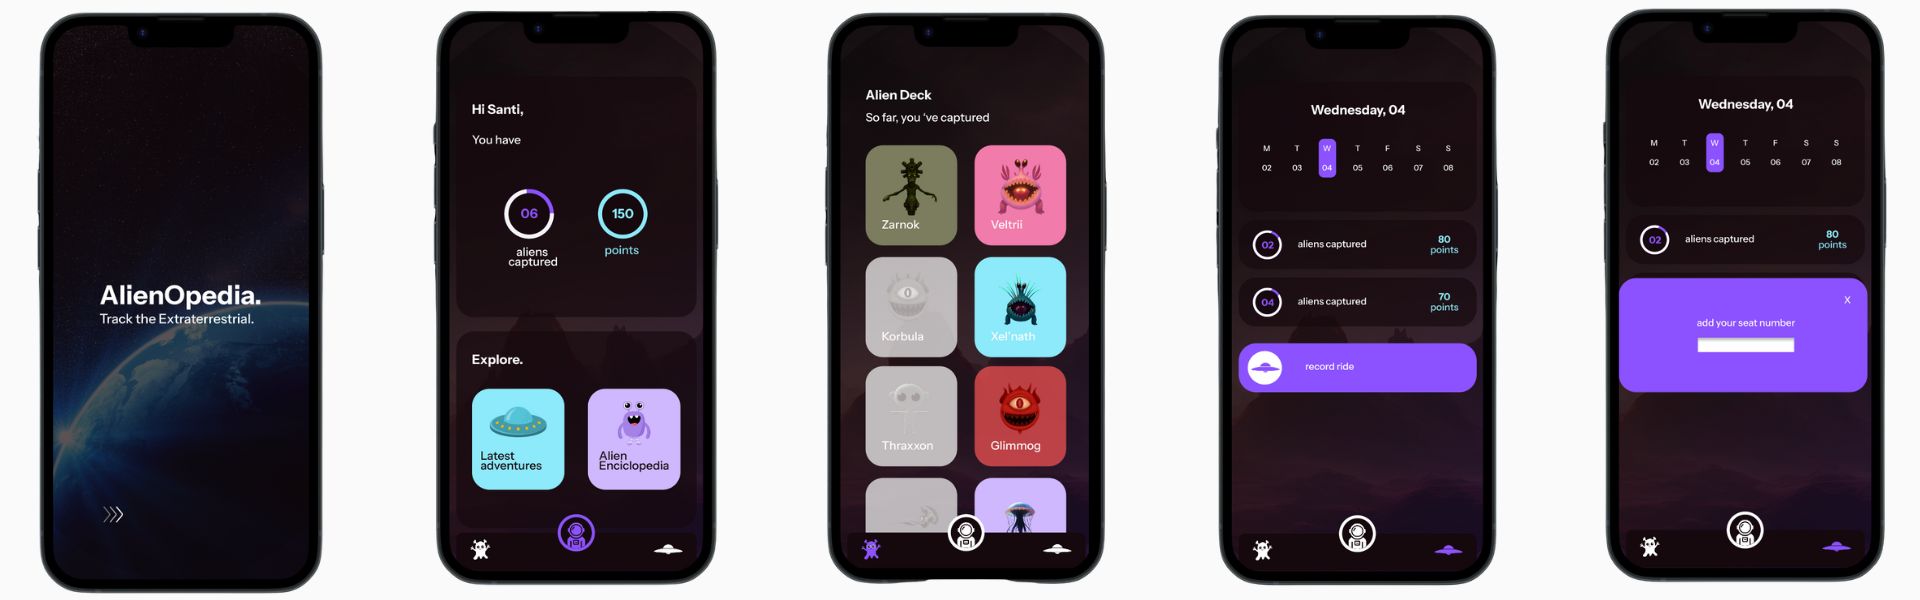 AlienOpedia.
Track the Extraterrestrial.
Hi Santi,
You have
06
150
aliens
captured
points
Explore.
Latest
adventures
Alien
Enciclopedia
Alien Deck
So far, you 've captured
Zarnok
Veltrii
Korbula
Xel'nath
Thraxxon
Glimmog
Wednesday, 04
M T W T F S S
02 03 04 05 06 07 08
02 aliens captured 80
points
04 aliens captured 70
points
record ride
Wednesday, 04
M T W T F S S
02 03 04 05 06 07 08
02 aliens captured 80
points
X
add your seat number